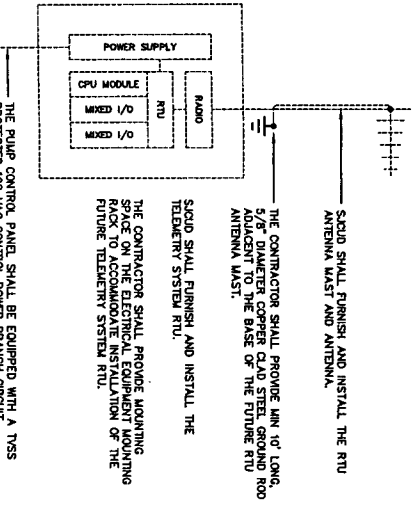 POWER SUPPLY
CPU MODULE
MIXED I/O
MIXED I/O
RTU
RADIO
SJCUD SHALL FURNISH AND INSTALL THE RTU
ANTENNA MAST AND ANTENNA.
THE CONTRACTOR SHALL PROVIDE MIN 10' LONG,
5/8" DIAMETER COPPER CLAD STEEL GROUND ROD
ADJACENT TO THE BASE OF THE FUTURE RTU
ANTENNA MAST.
SJCUD SHALL FURNISH AND INSTALL THE
TELEMETRY SYSTEM RTU.
THE CONTRACTOR SHALL PROVIDE MOUNTING
SPACE ON THE ELECTRICAL EQUIPMENT MOUNTING
RACK TO ACCOMMODATE INSTALLATION OF THE
FUTURE TELEMETRY SYSTEM RTU.
THE PUMP CONTROL PANEL SHALL BE EQUIPPED WITH A TVSS